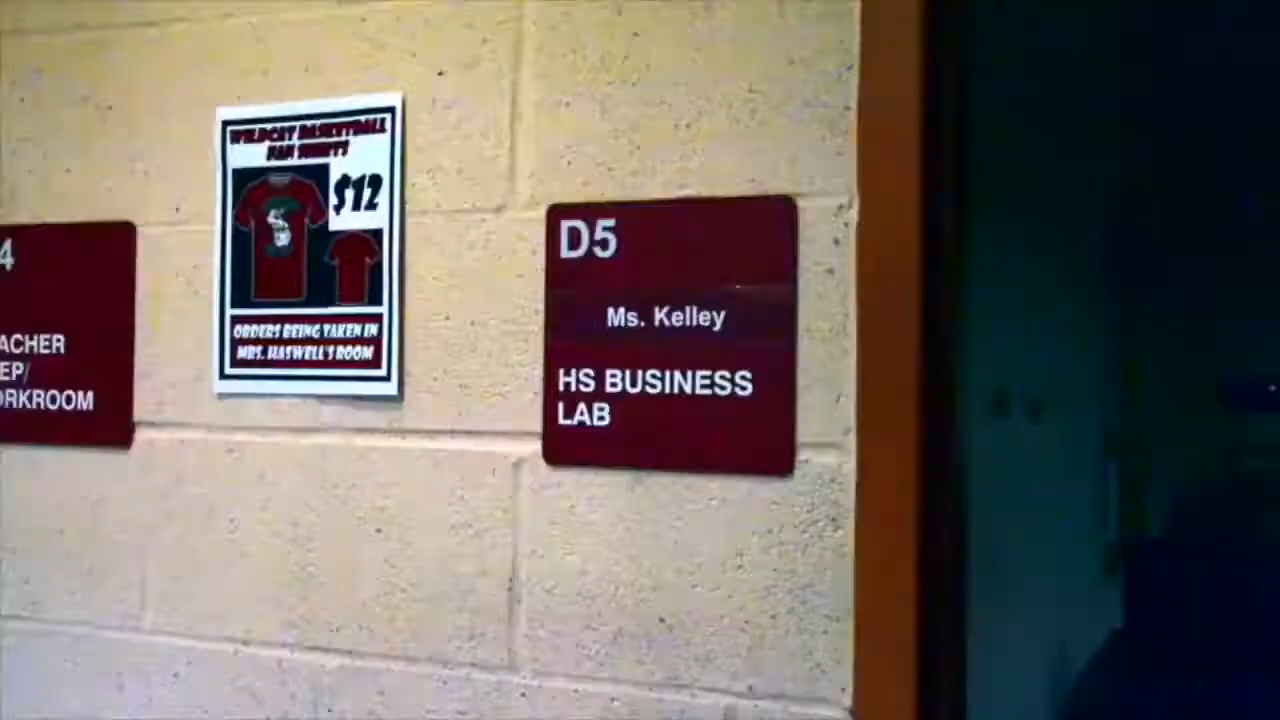 4
ACHER
EP/
ORKROOM
WILDCAT BASKETBALL
FAN SHIRTS
$12
ORDERS BEING TAKEN IN
MRS. HASWELL'S ROOM
D5
Ms. Kelley
HS BUSINESS
LAB